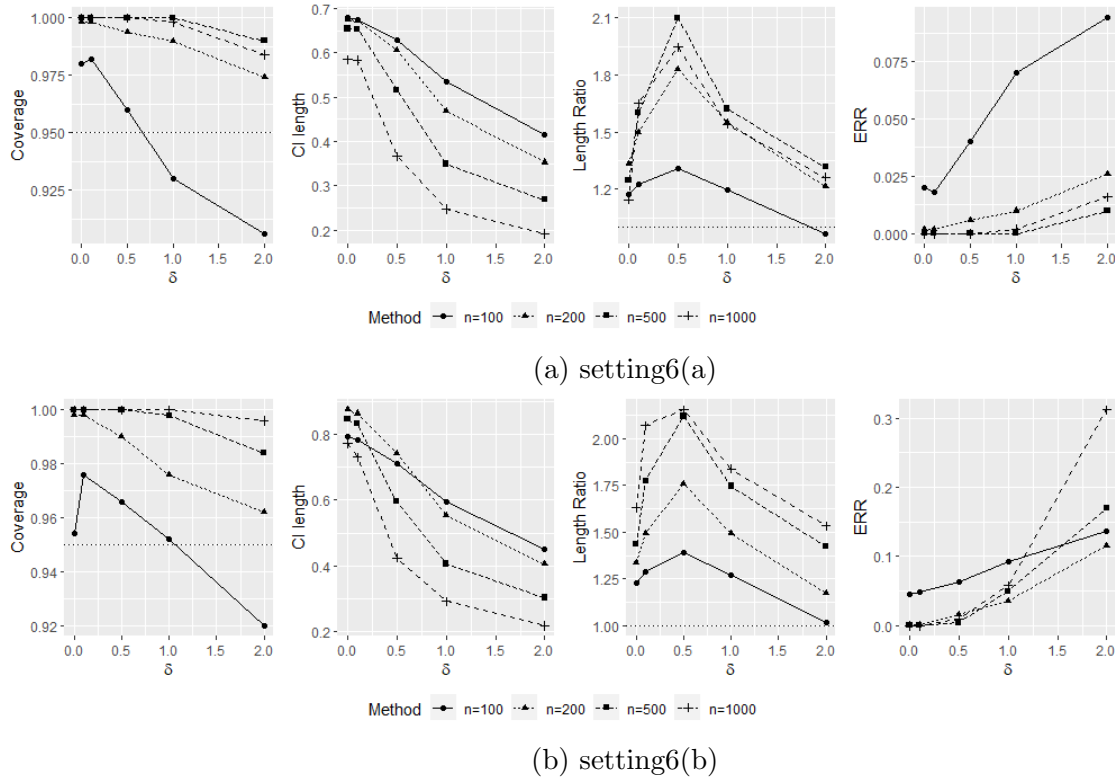 1.000
0.975
0.950
0.925
Coverage
0.0 0.5 1.0 1.5 2.0
δ
0.7
0.6
0.5
0.4
0.3
0.2
CI length
0.0 0.5 1.0 1.5 2.0
δ
2.1
1.8
1.5
1.2
Length Ratio
0.0 0.5 1.0 1.5 2.0
δ
0.075
0.050
0.025
0.000
ERR
0.0 0.5 1.0 1.5 2.0
δ
Method n=100 n=200 n=500 n=1000
(a) setting6(a)
1.00
0.98
0.96
0.94
0.92
Coverage
0.0 0.5 1.0 1.5 2.0
δ
0.8
0.6
0.4
0.2
CI length
0.0 0.5 1.0 1.5 2.0
δ
2.00
1.75
1.50
1.25
1.00
Length Ratio
0.0 0.5 1.0 1.5 2.0
δ
0.3
0.2
0.1
0.0
ERR
0.0 0.5 1.0 1.5 2.0
δ
Method n=100 n=200 n=500 n=1000
(b) setting6(b)